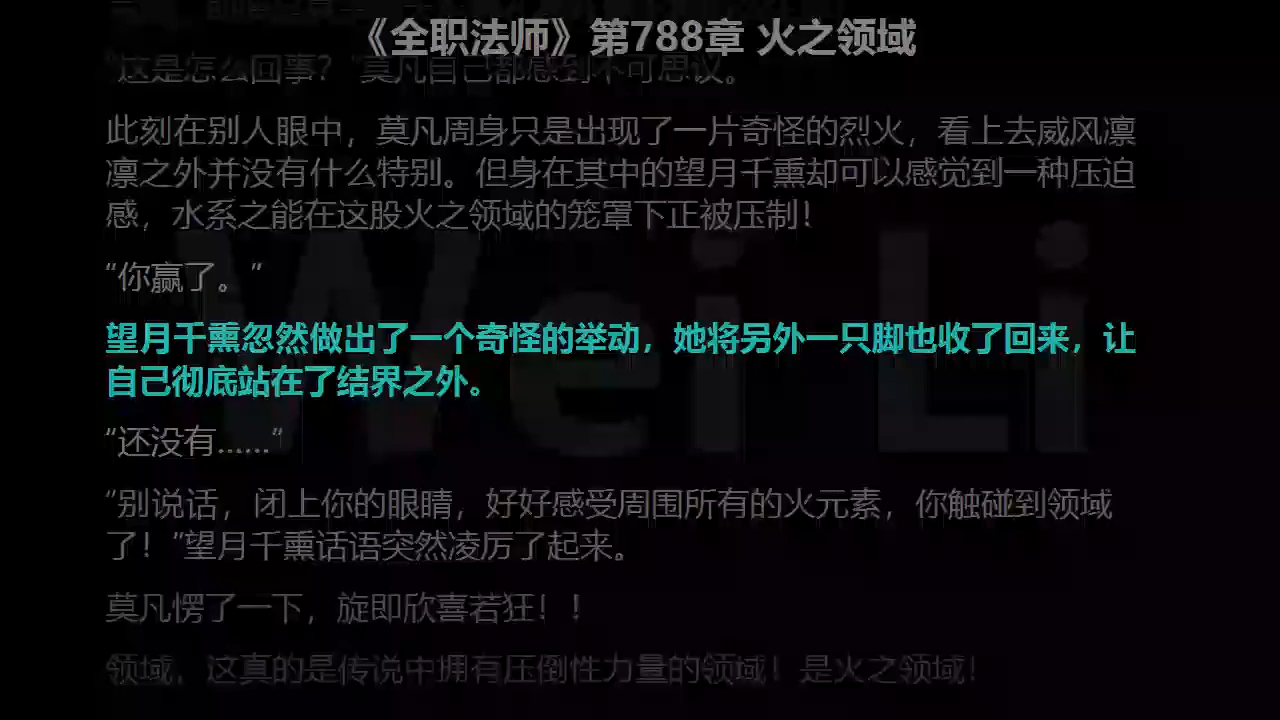 《全职法师》第788章 火之领域
“这是怎么回事？”莫凡自己都感到不可思议。
此刻在别人眼中，莫凡周身只是出现了一片奇怪的烈火，看上去威风凛
凛之外并没有什么特别。但身在其中的望月千熏却可以感觉到一种压迫
感，水系之能在这股火之领域的笼罩下正被压制！
“你赢了。”
望月千熏忽然做出了一个奇怪的举动，她将另外一只脚也收了回来，让
自己彻底站在了结界之外。
“还没有……”
“别说话，闭上你的眼睛，好好感受周围所有的火元素，你触碰到领域
了！”望月千熏话语突然凌厉了起来。
莫凡愣了一下，旋即欣喜若狂！！
领域，这真的是传说中拥有压倒性力量的领域！是火之领域！
Wei Li